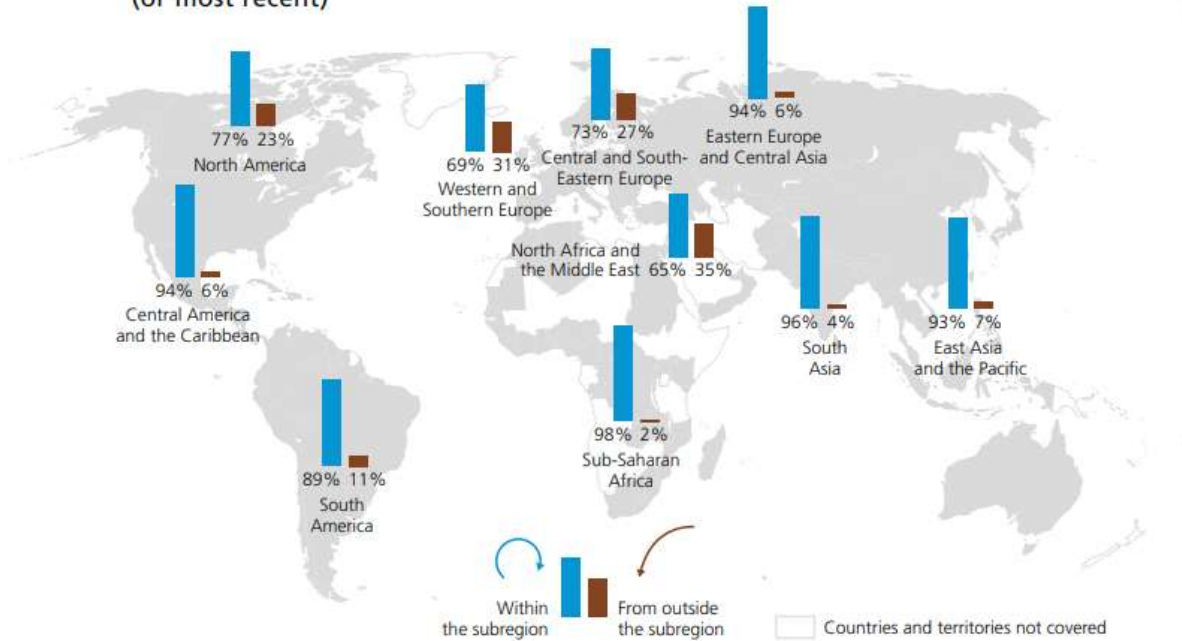 (or most recent)
77% 23%
North America
69% 31%
Western and
Southern Europe
73% 27%
Central and South-
Eastern Europe
94% 6%
Eastern Europe
and Central Asia
94% 6%
Central America
and the Caribbean
North Africa and
the Middle East 65% 35%
96% 4%
South
Asia
93% 7%
East Asia
and the Pacific
98% 2%
Sub-Saharan
Africa
89% 11%
South
America
Within
the subregion
From outside
the subregion
Countries and territories not covered